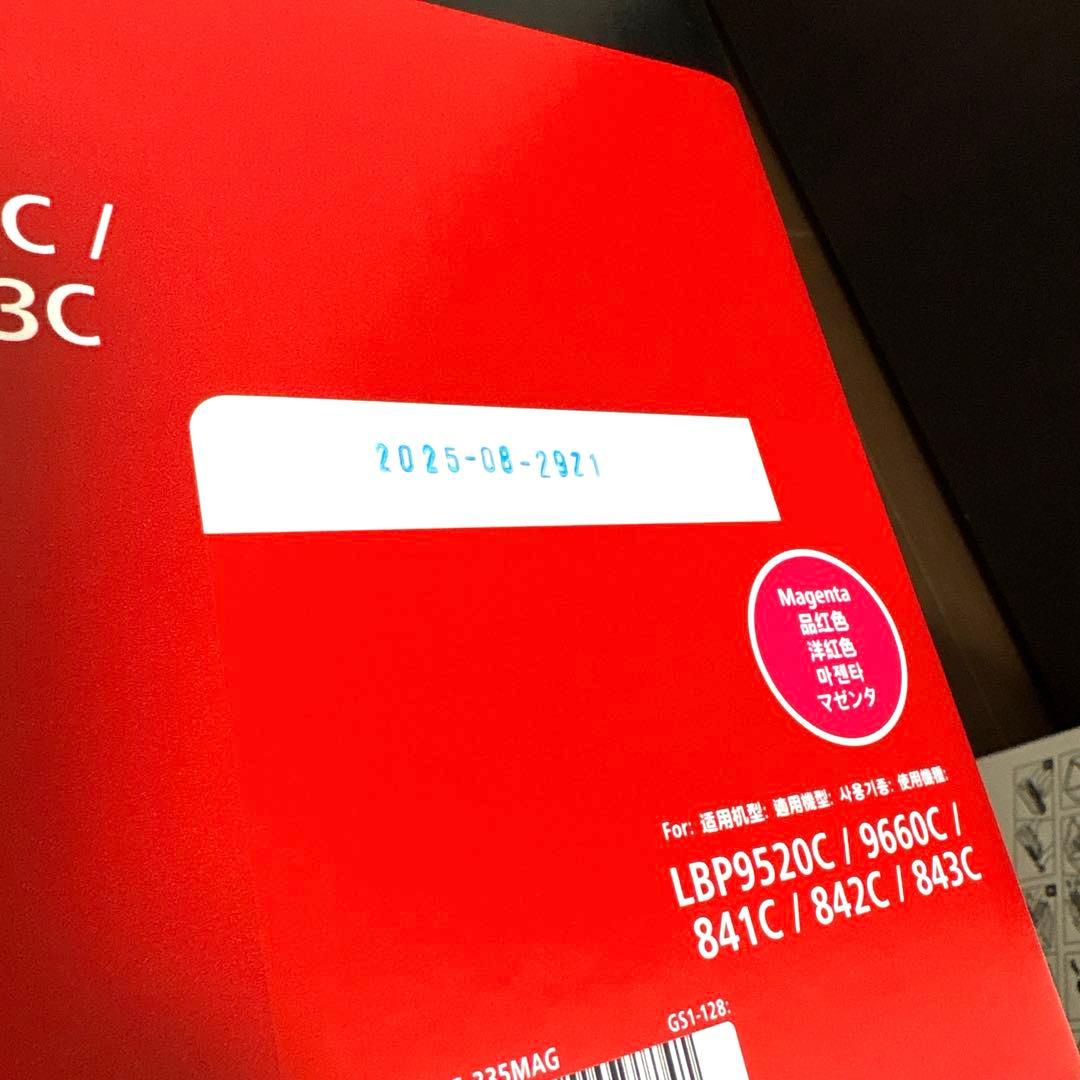 C /
3C
2025-08-29Z1
Magenta
品红色
洋紅色
마젠타
マゼンタ
For: 适用机型: 適用機型: 사용기종: 使用機種:
LBP9520C / 9660C /
841C / 842C / 843C
GS1-128:
335MAG